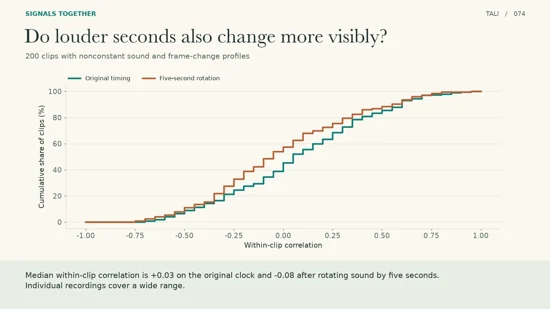 SIGNALS TOGETHER
TALI / 074
Do louder seconds also change more visibly?
200 clips with nonconstant sound and frame-change profiles
Original timing
Five-second rotation
Cumulative share of clips (%)
100
80
60
40
20
0
-1.00 -0.75 -0.50 -0.25 0.00 0.25 0.50 0.75 1.00
Within-clip correlation
Median within-clip correlation is +0.03 on the original clock and -0.08 after rotating sound by five seconds.
Individual recordings cover a wide range.